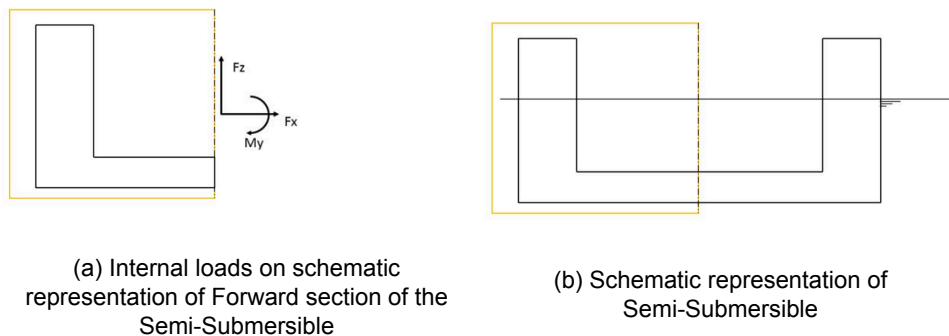 Fz
Fx
My
(a) Internal loads on schematic
representation of Forward section of the
Semi-Submersible
(b) Schematic representation of
Semi-Submersible